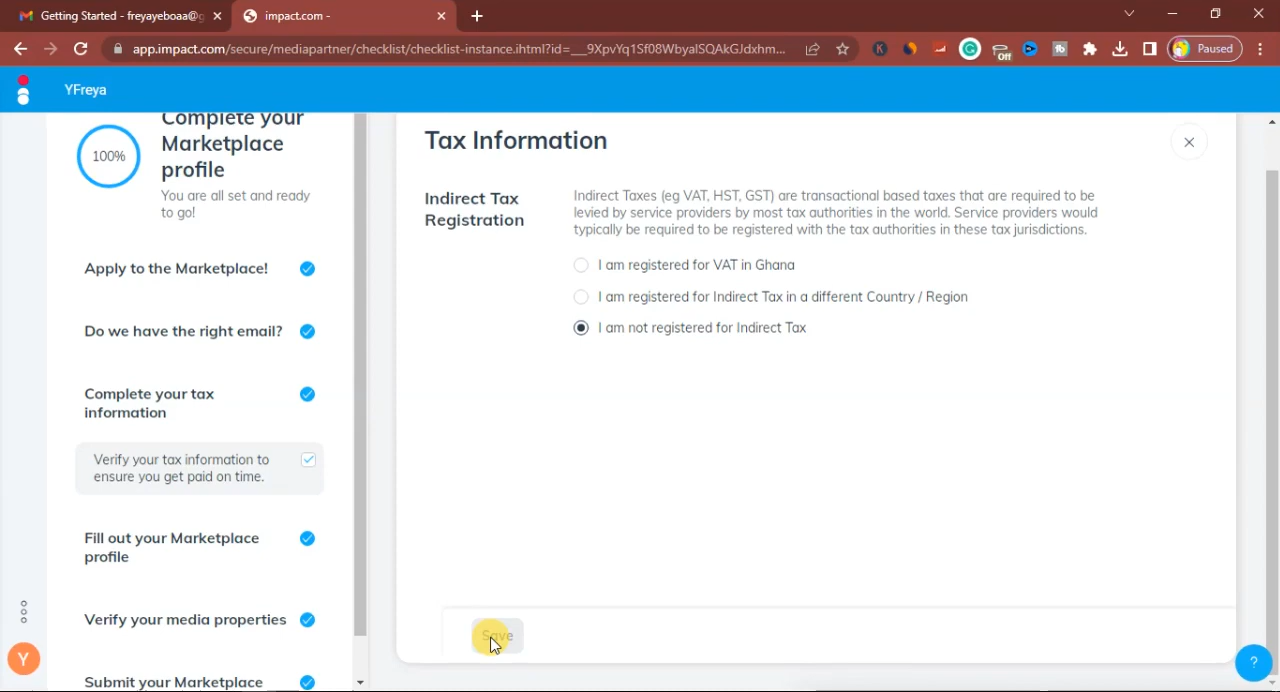 Getting Started - freyayeboaa@g
impact.com -
app.impact.com/secure/mediapartner/checklist/checklist-instance.ihtml?id=___9XpvYq1Sf08WbyalSQAkGJdxhm...
K
G
Off
tb
Paused
YFreya
100%
Complete your
Marketplace
profile
You are all set and ready
to go!
Apply to the Marketplace!
Do we have the right email?
Complete your tax
information
Verify your tax information to
ensure you get paid on time.
Fill out your Marketplace
profile
Verify your media properties
Submit your Marketplace
Y
Tax Information
Indirect Tax
Registration
Indirect Taxes (eg VAT, HST, GST) are transactional based taxes that are required to be
levied by service providers by most tax authorities in the world. Service providers would
typically be required to be registered with the tax authorities in these tax jurisdictions.
I am registered for VAT in Ghana
I am registered for Indirect Tax in a different Country / Region
I am not registered for Indirect Tax
Save
?